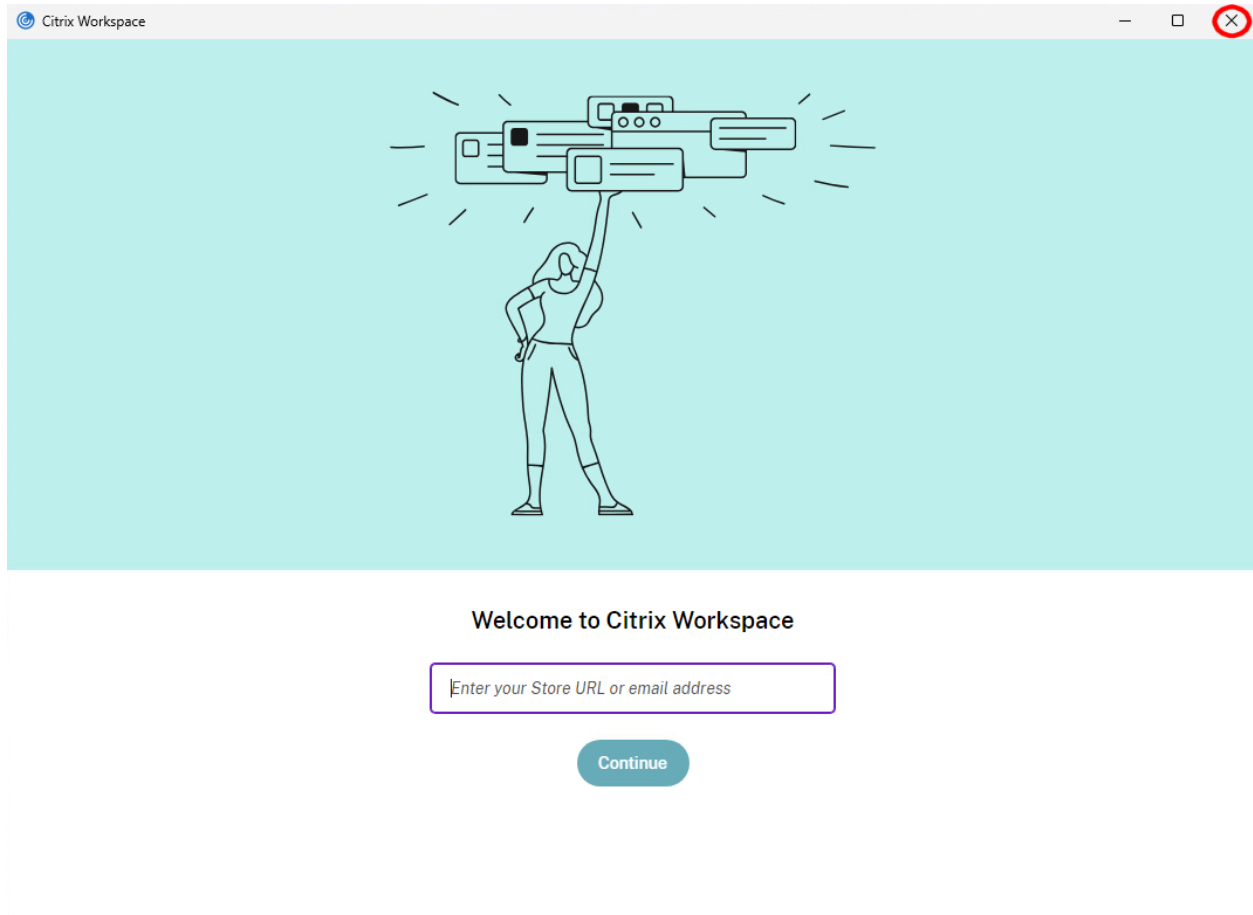 Citrix Workspace
Welcome to Citrix Workspace
Enter your Store URL or email address
Continue